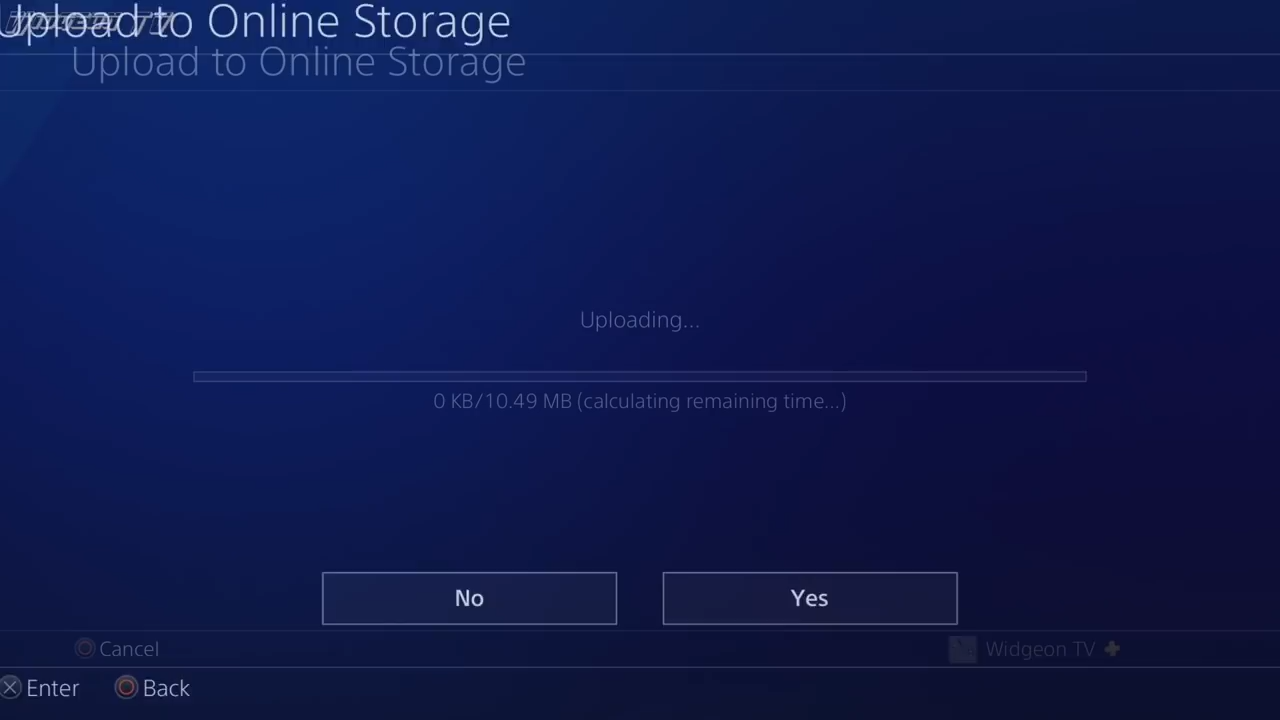 Upload to Online Storage
Upload to Online Storage
Uploading...
0 KB/10.49 MB (calculating remaining time...)
No Yes
Cancel Widgeon TV
Enter Back